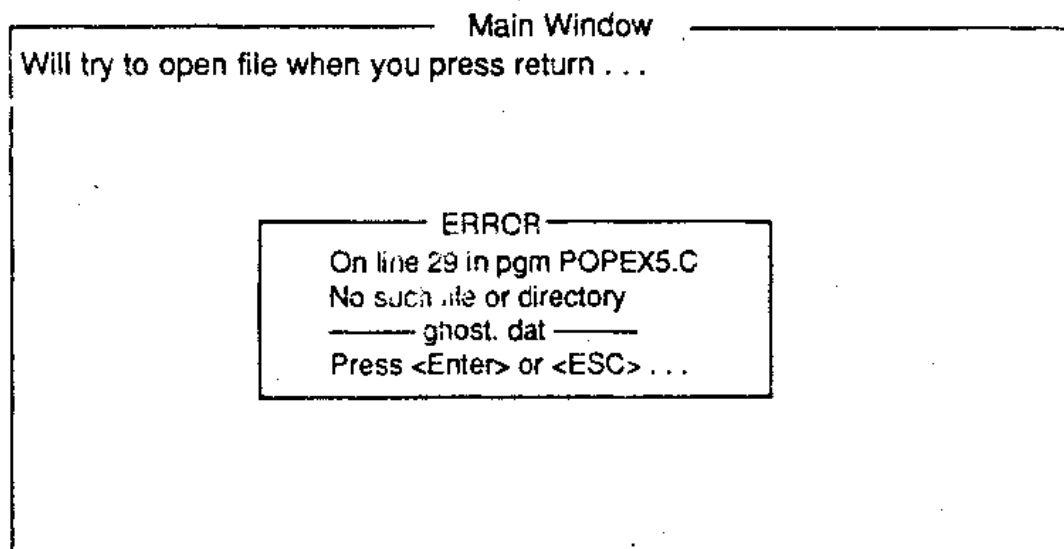 Main Window
Will try to open file when you press return . . .
ERROR
On line 29 in pgm POPEX5.C
No such file or directory
ghost. dat
Press <Enter> or <ESC> . . .